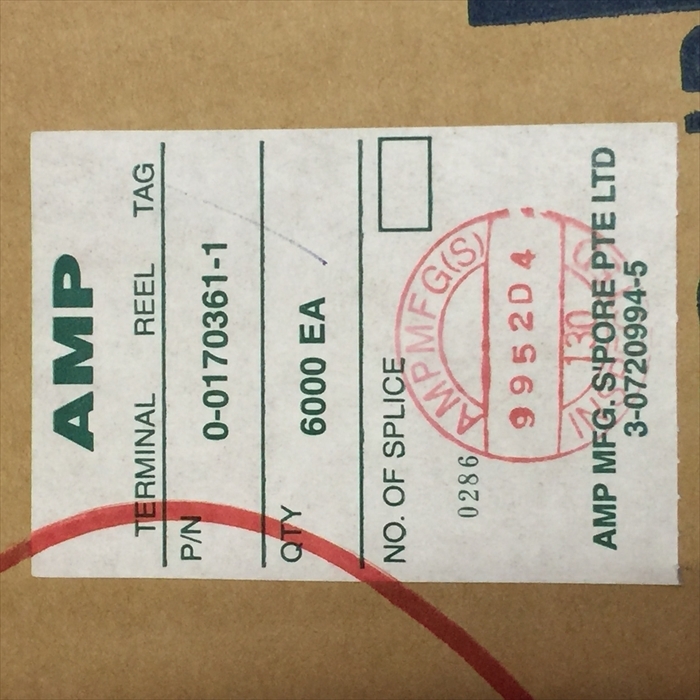 AMP
TERMINAL REEL TAG
P/N 0-0170361-1
QTY 6000 EA
NO. OF SPLICE
0286
AMP MFG(S)
9952D4
130
AMP MFG. S'PORE PTE LTD
3-0720994-5